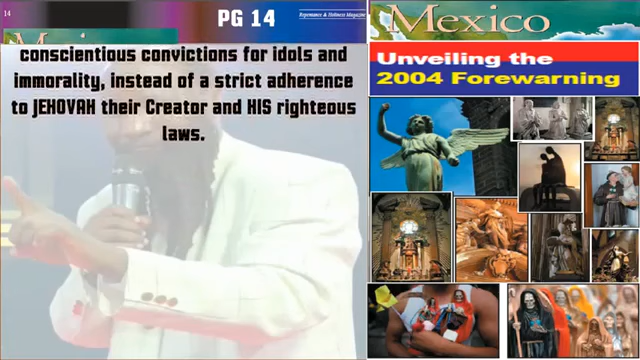 14
PG 14
Repentance & Holiness Magazine
conscientious convictions for idols and
immorality, instead of a strict adherence
to JEHOVAH their Creator and HIS righteous
laws.
Mexico
Unveiling the
2004 Forewarning